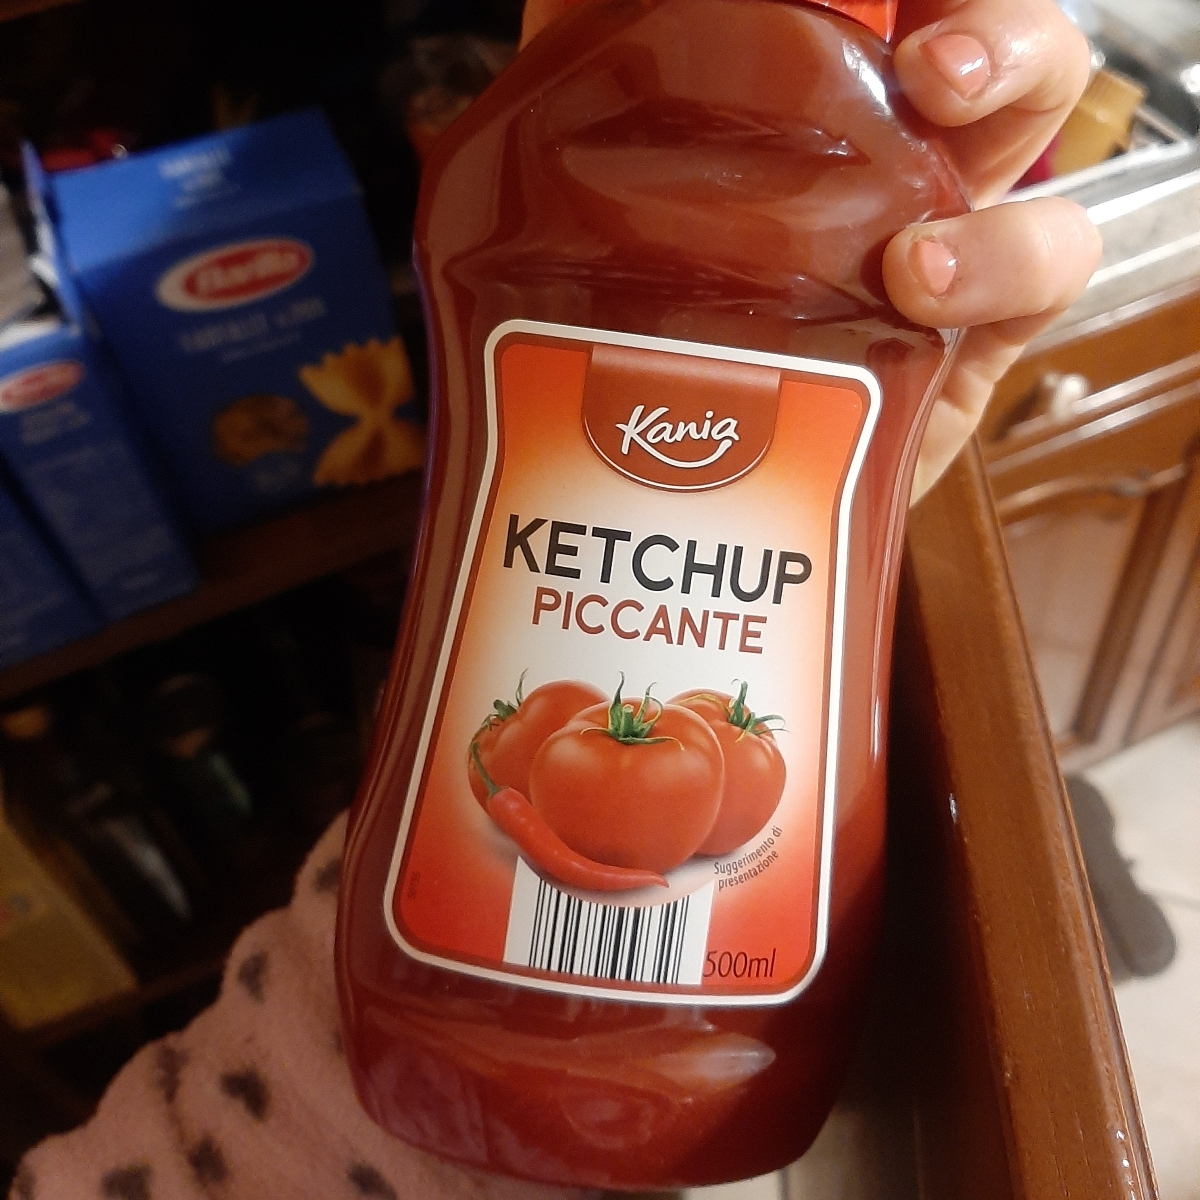 Barilla
Kania
KETCHUP
PICCANTE
Suggerimento di
presentazione
500ml